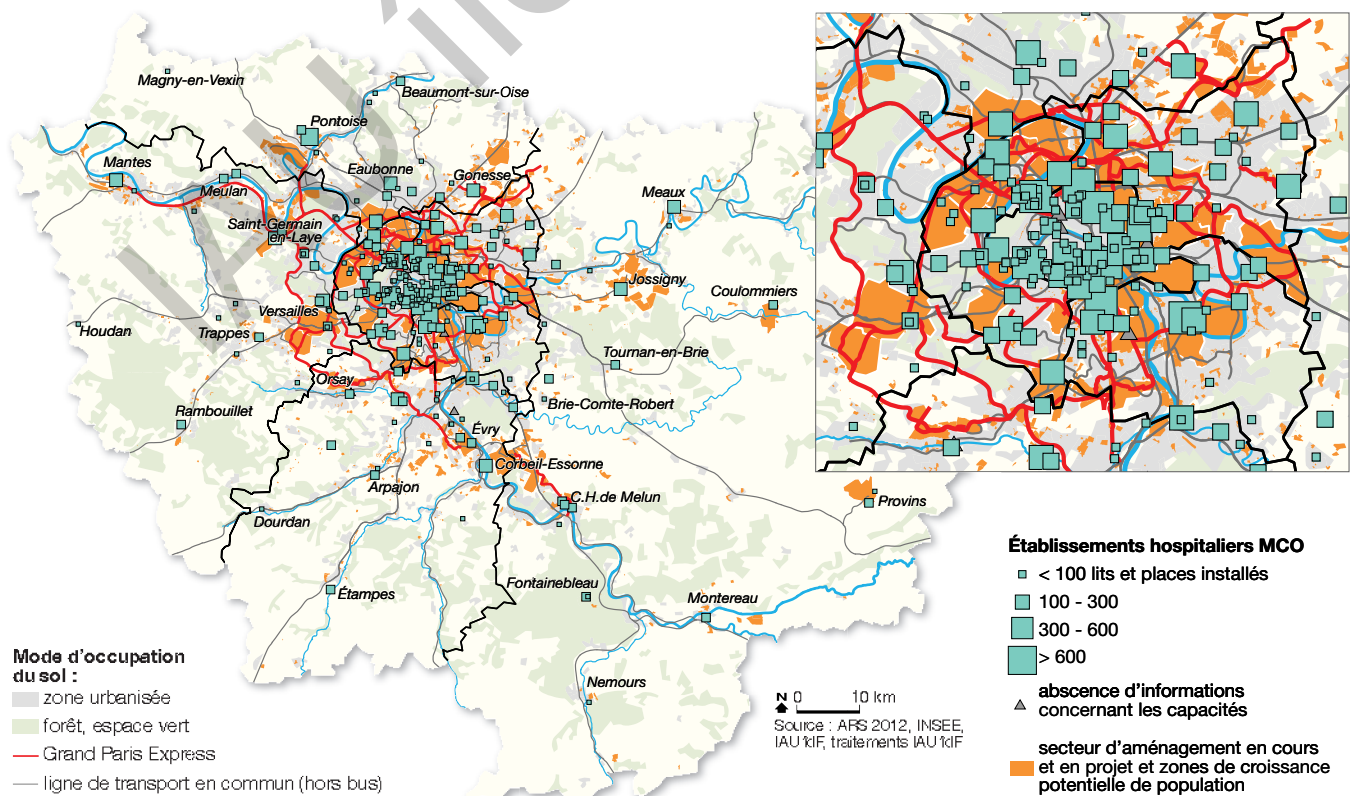 IAU îdF
Magny-en-Vexin
Beaumont-sur-Oise
Pontoise
Mantes
Eaubonne
Gonesse
Meulan
Meaux
Saint-Germain
en-Laye
Jossigny
Coulommiers
Versailles
Houdan
Trappes
Tournan-en-Brie
Orsay
Rambouillet
Brie-Comte-Robert
Évry
Corbeil-Essonne
Arpajon
C.H.de Melun
Provins
Dourdan
Fontainebleau
Étampes
Montereau
Nemours
Mode d'occupation
du sol :
zone urbanisée
forêt, espace vert
Grand Paris Express
ligne de transport en commun (hors bus)
N 0 10 km
Source : ARS 2012, INSEE,
IAU îdF, traitements IAU îdF
Établissements hospitaliers MCO
< 100 lits et places installés
100 - 300
300 - 600
> 600
abscence d'informations
concernant les capacités
secteur d'aménagement en cours
et en projet et zones de croissance
potentielle de population